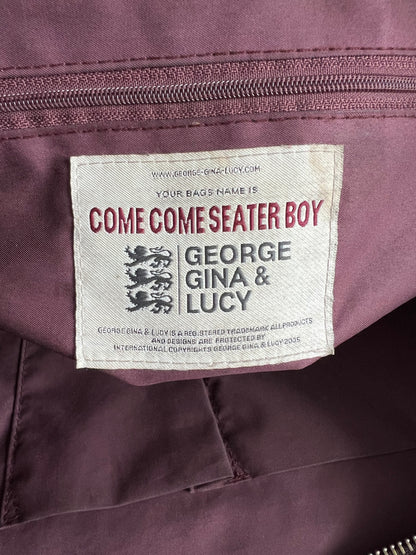 WWW.GEORGE-GINA-LUCY.COM
YOUR BAGS NAME IS
COME COME SEATER BOY
GEORGE
GINA &
LUCY
GEORGE GINA & LUCY IS A REGISTERED TRADEMARK ALL PRODUCTS
AND DESIGNS ARE PROTECTED BY
INTERNATIONAL COPYRIGHTS GEORGE GINA & LUCY 2005